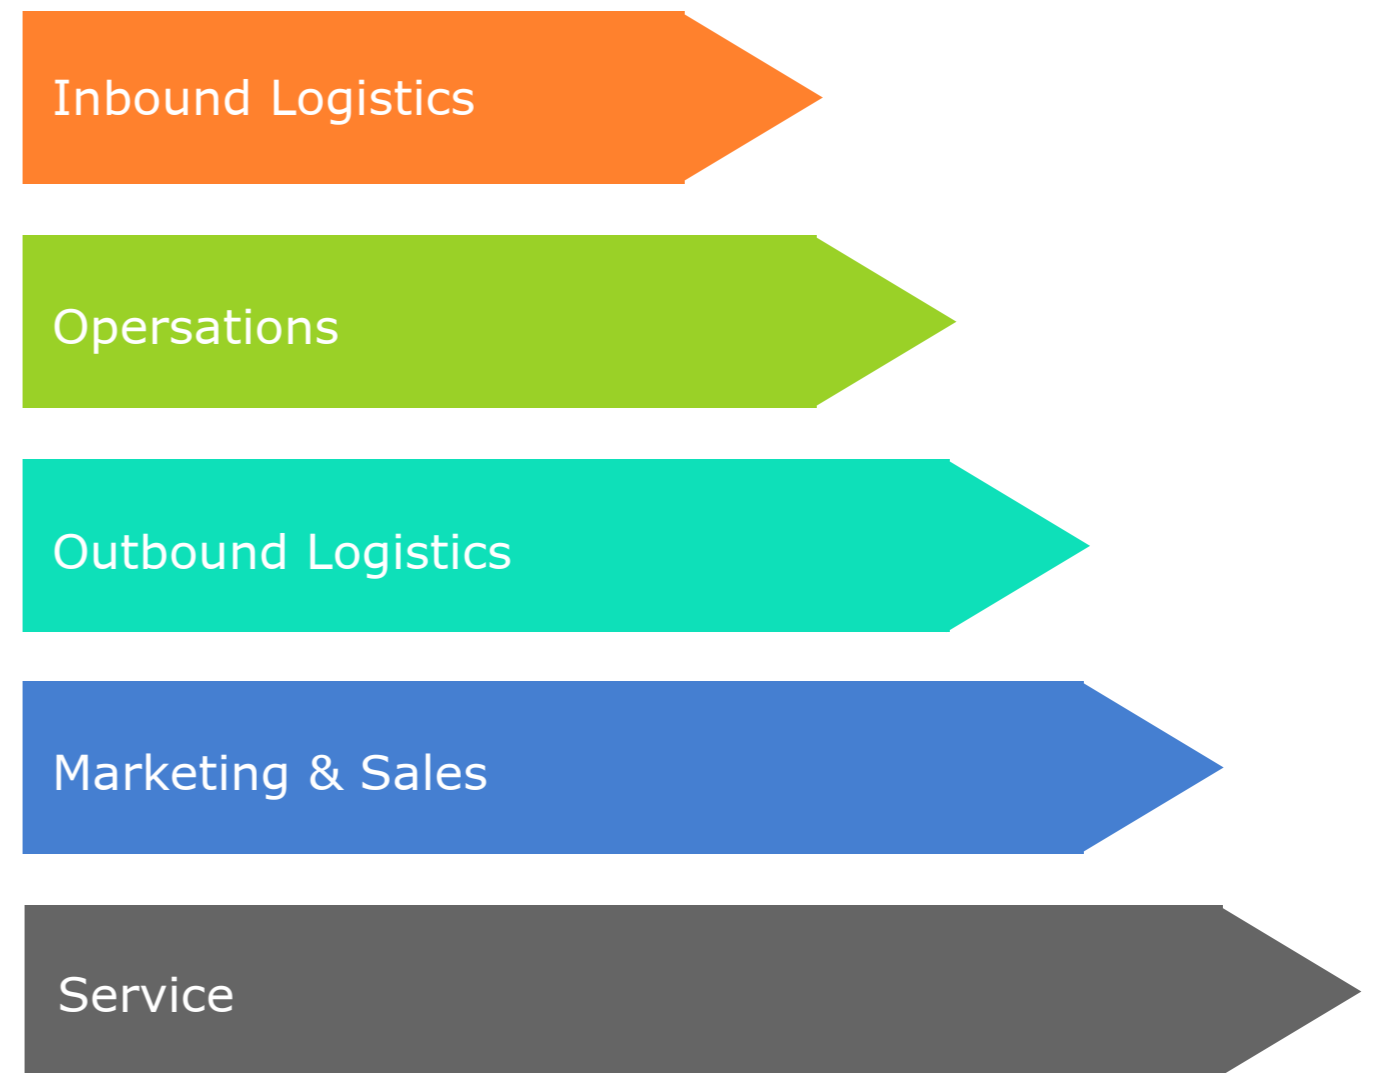 Inbound Logistics
Opersations
Outbound Logistics
Marketing & Sales
Service